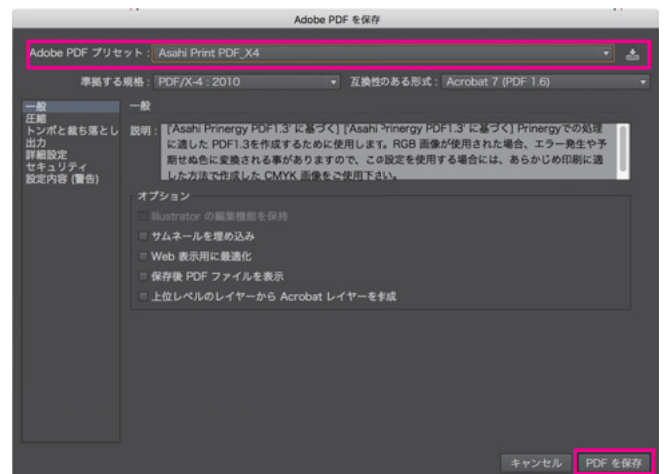 Adobe PDF を保存
Adobe PDF プリセット： Asahi Print PDF_X4
準拠する規格： PDF/X-4 : 2010 互換性のある形式： Acrobat 7 (PDF 1.6)
一般
圧縮
トンボと裁ち落とし
出力
詳細設定
セキュリティ
設定内容 (警告)
一般
説明： ['Asahi Prinergy PDF1.3' に基づく] ['Asahi Prinergy PDF1.3' に基づく] Prinergyでの処理
に適した PDF1.3を作成するために使用します。RGB 画像が使用された場合、エラー発生や予
期せぬ色に変換される事がありますので、この設定を使用する場合には、あらかじめ印刷に適
した方法で作成した CMYK 画像をご使用下さい。
オプション
Illustrator の編集機能を保持
サムネールを埋め込み
Web 表示用に最適化
保存後 PDF ファイルを表示
上位レベルのレイヤーから Acrobat レイヤーを作成
キャンセル PDF を保存